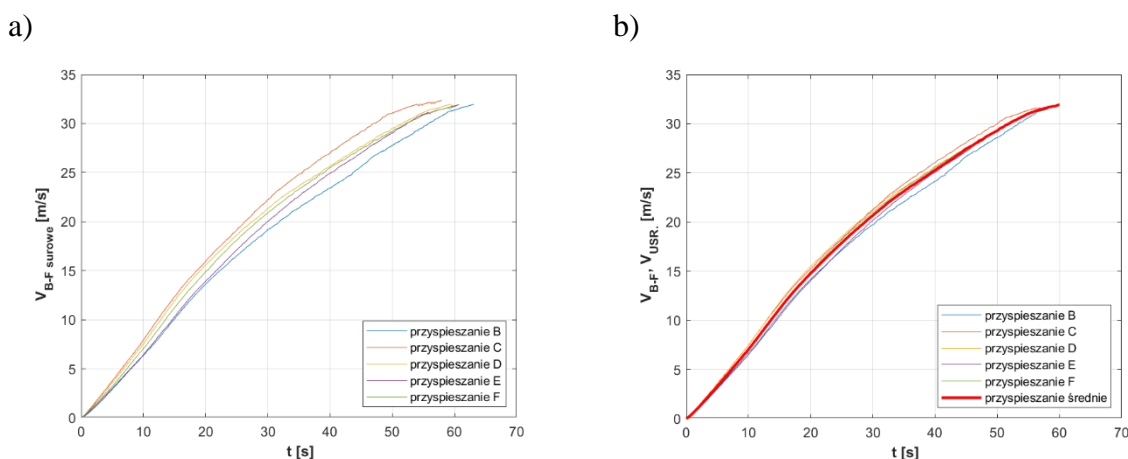 a)
b)
35
30
25
20
15
10
5
0
V_B-F surowe [m/s]
0 10 20 30 40 50 60 70
t [s]
przyspieszanie B
przyspieszanie C
przyspieszanie D
przyspieszanie E
przyspieszanie F
35
30
25
20
15
10
5
0
V_B-F, V_USR. [m/s]
0 10 20 30 40 50 60 70
t [s]
przyspieszanie B
przyspieszanie C
przyspieszanie D
przyspieszanie E
przyspieszanie F
przyspieszanie średnie